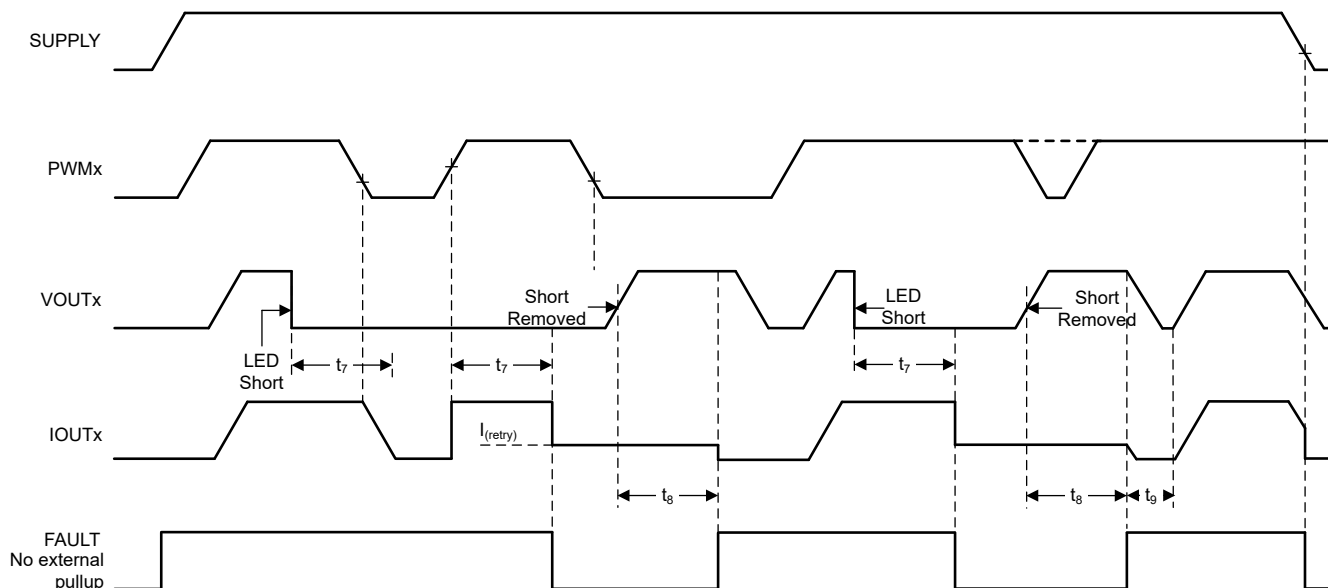 SUPPLY
PWMx
VOUTx
LED
Short
t7
t7
Short
Removed
LED
Short
t7
Short
Removed
IOUTx
I(retry)
t8
t8
t9
FAULT
No external
pullup